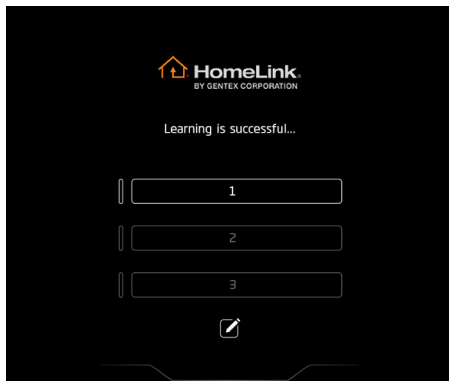 HomeLink®
BY GENTEX CORPORATION
Learning is successful...
1
2
3